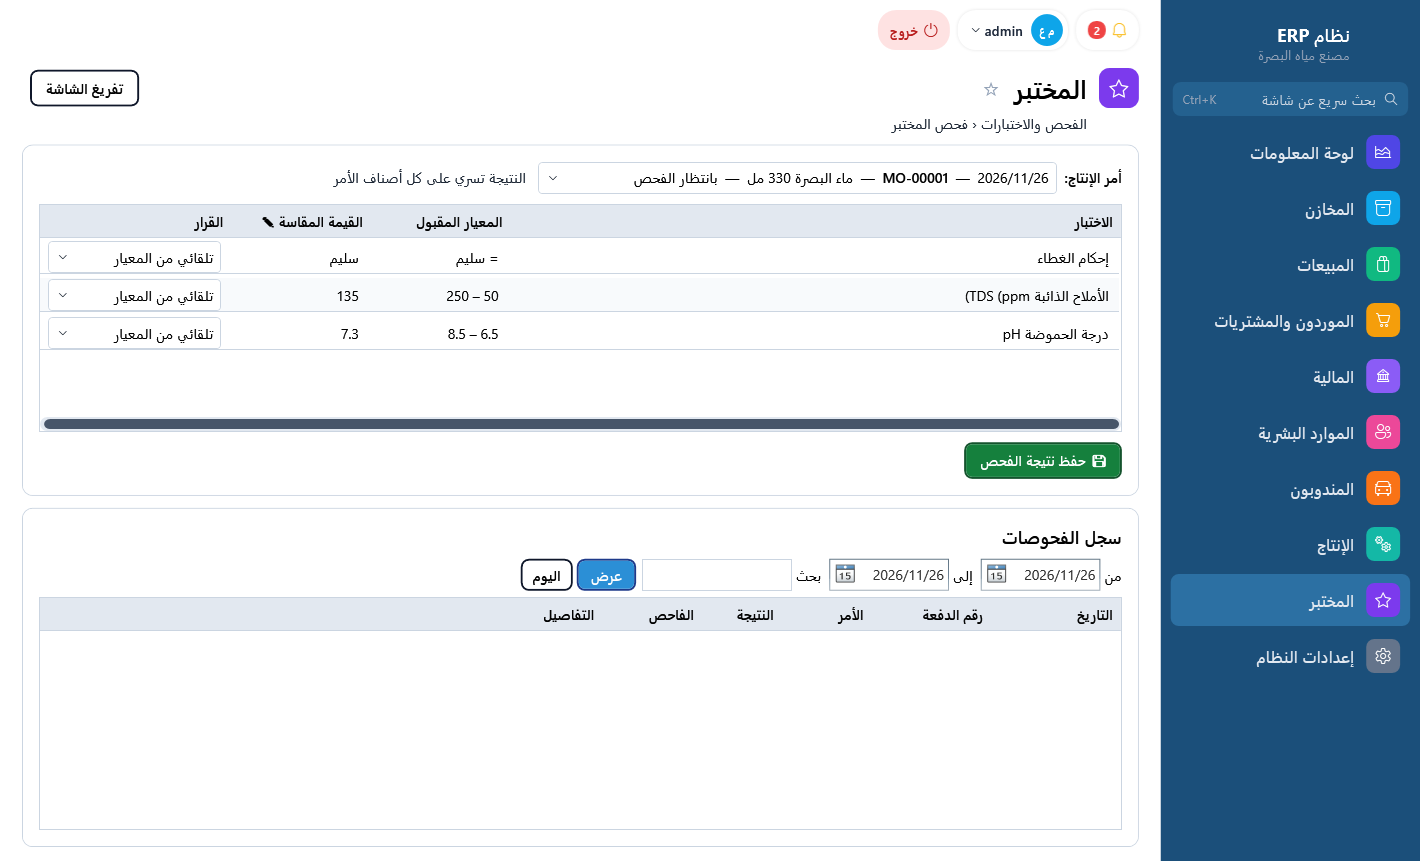 نظام ERP
مصنع مياه البصرة
بحث سريع عن شاشة Ctrl+K
لوحة المعلومات
المخازن
المبيعات
الموردون والمشتريات
المالية
الموارد البشرية
المندوبون
الإنتاج
المختبر
إعدادات النظام
2
م ع admin
خروج
المختبر
تفريغ الشاشة
الفحص والاختبارات › فحص المختبر
أمر الإنتاج: 2026/11/26 — MO-00001 — ماء البصرة 330 مل — بانتظار الفحص النتيجة تسري على كل أصناف الأمر
الاختبار المعيار المقبول القيمة المقاسة القرار
إحكام الغطاء = سليم سليم تلقائي من المعيار
الأملاح الذائبة TDS (ppm) 50 – 250 135 تلقائي من المعيار
درجة الحموضة pH 6.5 – 8.5 7.3 تلقائي من المعيار
حفظ نتيجة الفحص
سجل الفحوصات
من 2026/11/26 15 إلى 2026/11/26 15 بحث عرض اليوم
التاريخ رقم الدفعة الأمر النتيجة الفاحص التفاصيل